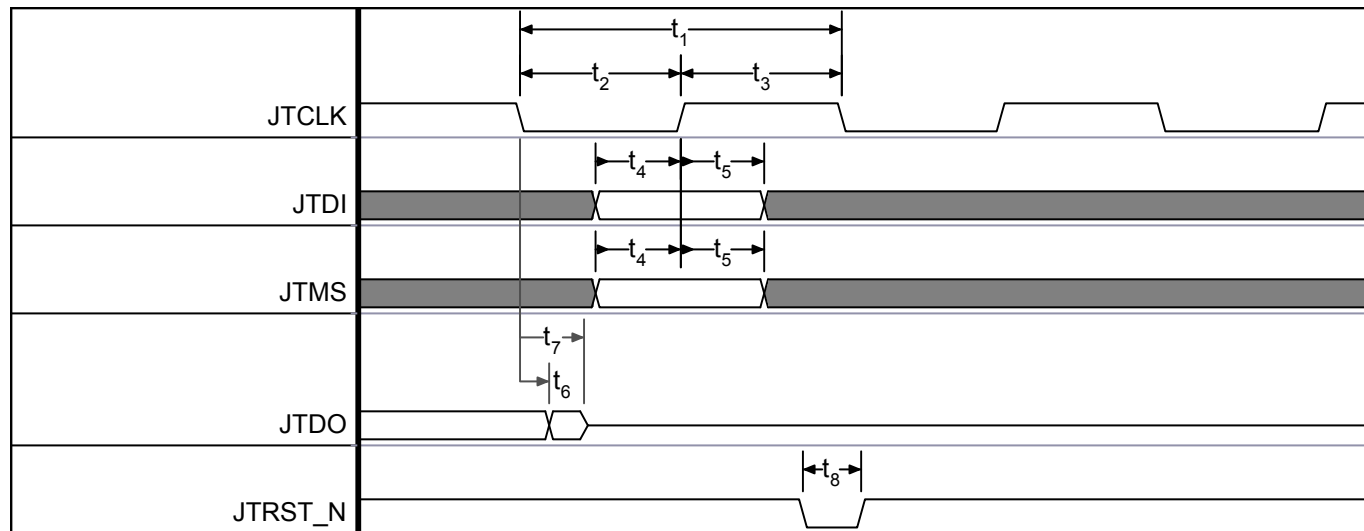 t₁
t₂ t₃
JTCLK
t₄ t₅
JTDI
t₄ t₅
JTMS
t₇
t₆
JTDO
t₈
JTRST_N